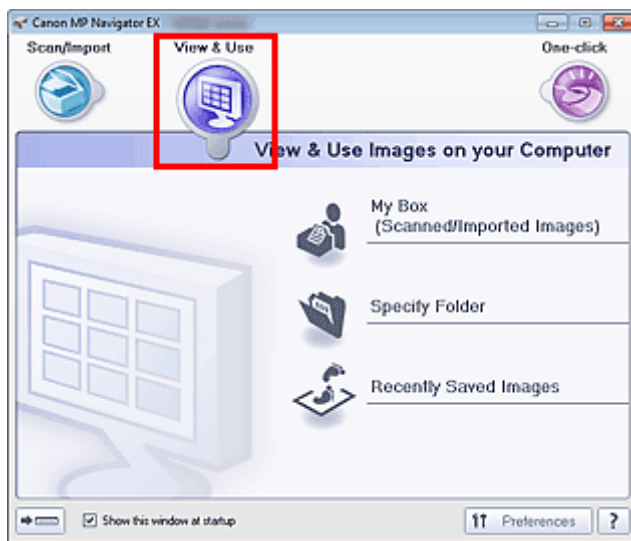 Canon MP Navigator EX
Scan/Import
View & Use
One-click
View & Use Images on your Computer
My Box
(Scanned/Imported Images)
Specify Folder
Recently Saved Images
Show this window at startup
Preferences
?